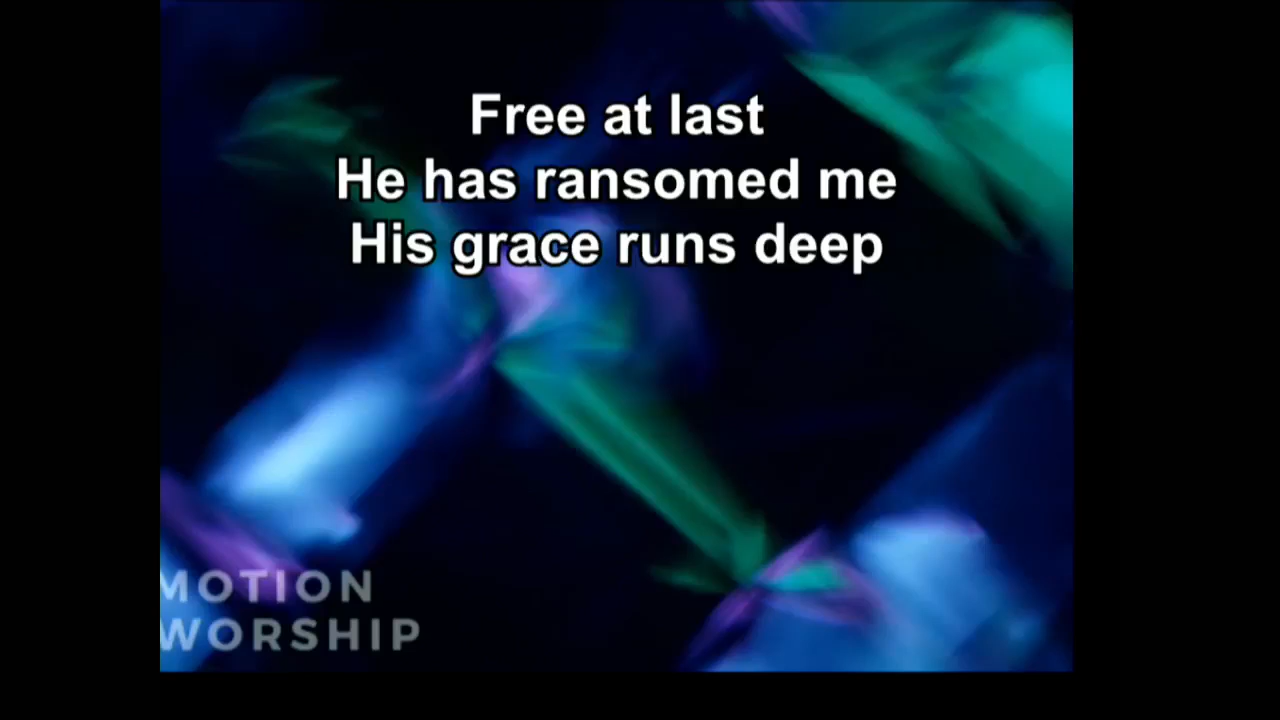 Free at last
He has ransomed me
His grace runs deep
MOTION
WORSHIP